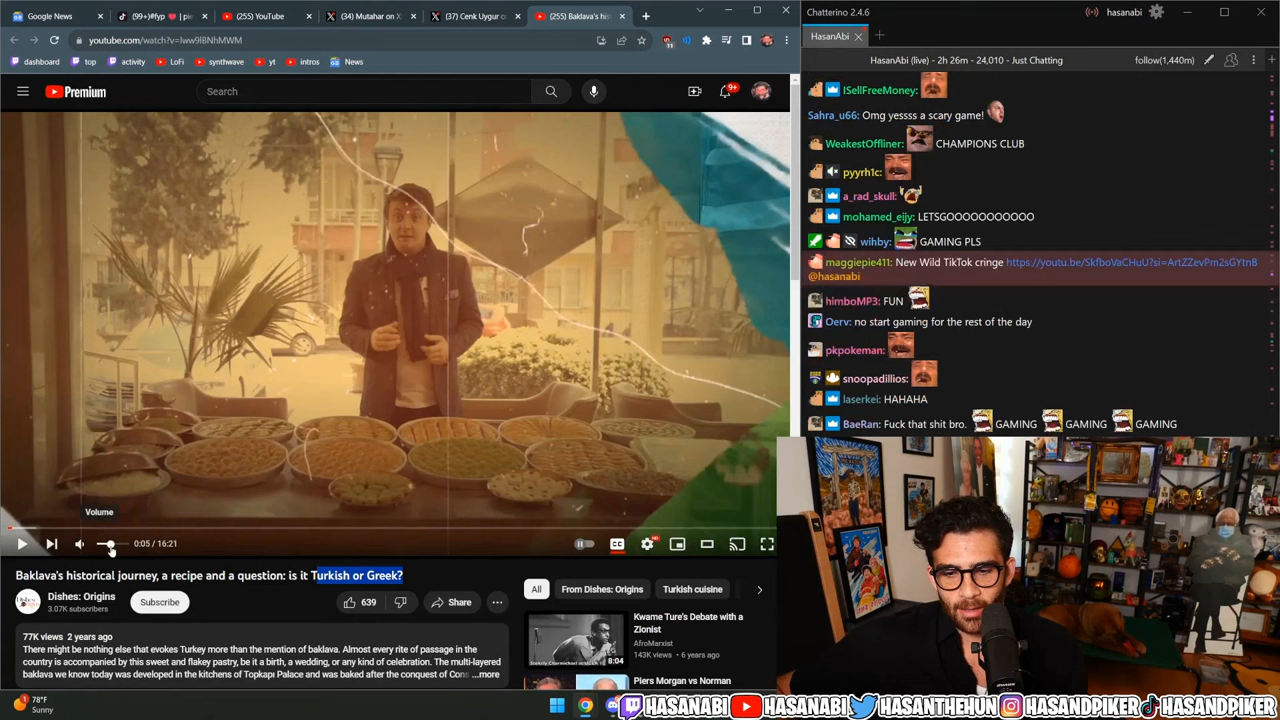 Google News
(99+)#fyp
(255) YouTube
(34) Mutahar on
(37) Cenk Uygur on
(255) Baklava's his
youtube.com/watch?v=Iww9lBNhMWM
11
dashboard
top
activity
LoFi
synthwave
yt
intros
News
Premium
Search
9+
Volume
0:05 / 16:21
CC
HD
Baklava's historical journey, a recipe and a question: is it Turkish or Greek?
Dishes: Origins
3.07K subscribers
Subscribe
639
Share
77K views 2 years ago
There might be nothing else that evokes Turkey more than the mention of baklava. Almost every rite of passage in the
country is accompanied by this sweet and flakey pastry, be it a birth, a wedding, or any kind of celebration. The multi-layered
baklava we know today was developed in the kitchens of Topkapı Palace and was baked after the conquest of Cons ...more
All
From Dishes: Origins
Turkish cuisine
Kwame Ture's Debate with a
Zionist
AfroMarxist
143K views • 6 years ago
8:04
Piers Morgan vs Norman
78°F
Sunny
Chatterino 2.4.6
hasanabi
HasanAbi
HasanAbi (live) - 2h 26m - 24,010 - Just Chatting
follow(1,440m)
ISellFreeMoney:
Sahra_u66: Omg yessss a scary game!
WeakestOffliner: CHAMPIONS CLUB
pyyrh1c:
a_rad_skull:
mohamed_eijy: LETSGOOOOOOOOOO
wihby: GAMING PLS
maggiepie411: New Wild TikTok cringe https://youtu.be/SkfboVaCHuU?si=ArtZZevPm2sGYtnB
@hasanabi
himboMP3: FUN
Oerv: no start gaming for the rest of the day
pkpokeman:
snoopadillios:
laserkei: HAHAHA
BaeRan: Fuck that shit bro. GAMING GAMING GAMING
HASANABI HASANABI HASANTHEHUN HASANDPIKER HASANDPIKER